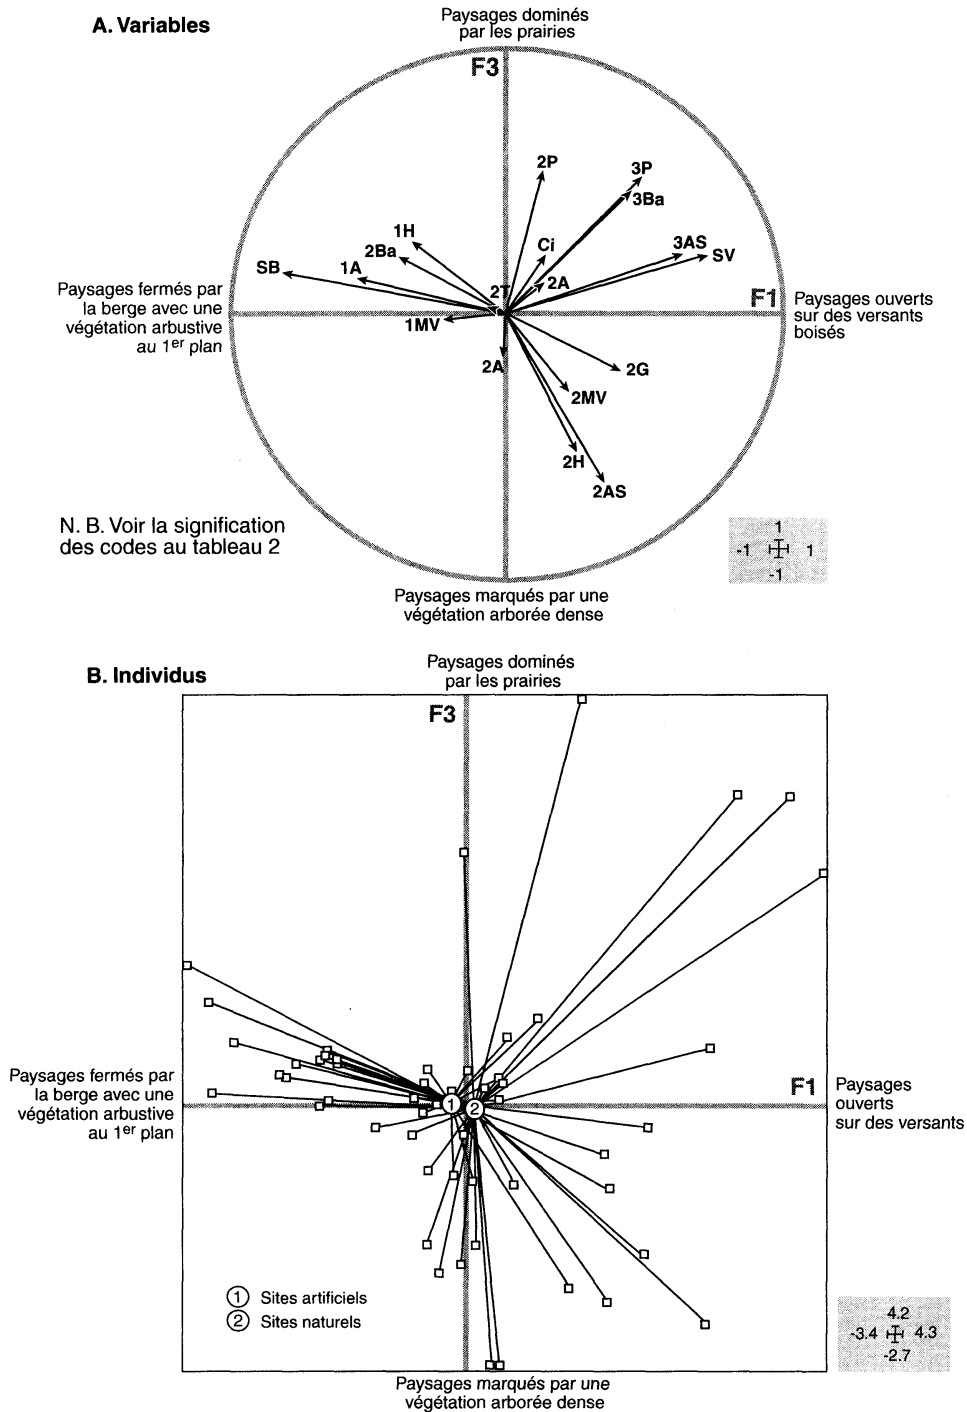 A. Variables
Paysages dominés
par les prairies
F3
2P
3P
3Ba
1H
2Ba
Ci
3AS
SV
SB
1A
2A
2T
F1
Paysages fermés par
la berge avec une
végétation arbustive
au 1er plan
Paysages ouverts
sur des versants
boisés
1MV
2A
2G
2MV
2H
2AS
N. B. Voir la signification
des codes au tableau 2
1
-1 1
-1
Paysages marqués par une
végétation arborée dense
B. Individus
Paysages dominés
par les prairies
F3
Paysages fermés par
la berge avec une
végétation arbustive
au 1er plan
F1
Paysages
ouverts
sur des versants
1
2
1 Sites artificiels
2 Sites naturels
4.2
-3.4 4.3
-2.7
Paysages marqués par une
végétation arborée dense